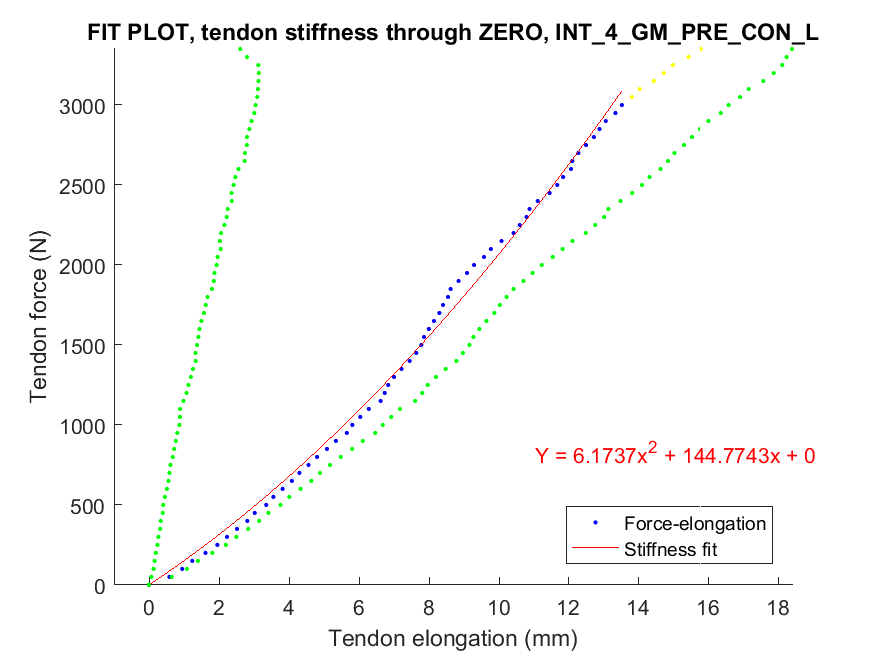 FIT PLOT, tendon stiffness through ZERO, INT_4_GM_PRE_CON_L
3000
2500
2000
1500
1000
500
0
Tendon force (N)
Y = 6.1737x² + 144.7743x + 0
Force-elongation
Stiffness fit
0 2 4 6 8 10 12 14 16 18
Tendon elongation (mm)